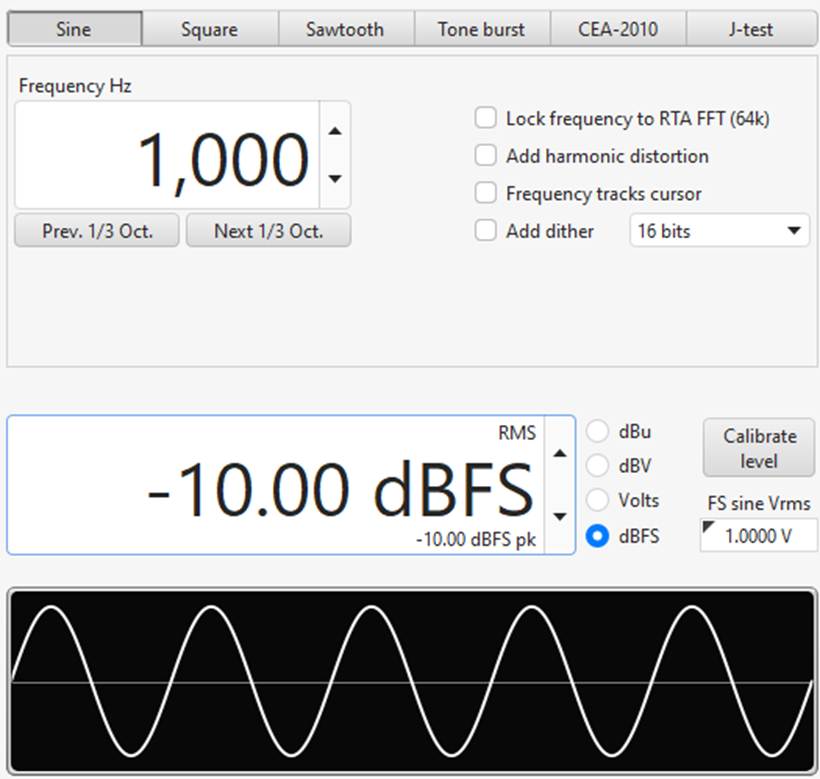 Sine Square Sawtooth Tone burst CEA-2010 J-test
Frequency Hz
1,000
Prev. 1/3 Oct. Next 1/3 Oct.
Lock frequency to RTA FFT (64k)
Add harmonic distortion
Frequency tracks cursor
Add dither 16 bits
RMS
-10.00 dBFS
-10.00 dBFS pk
dBu
dBV
Volts
dBFS
Calibrate
level
FS sine Vrms
1.0000 V